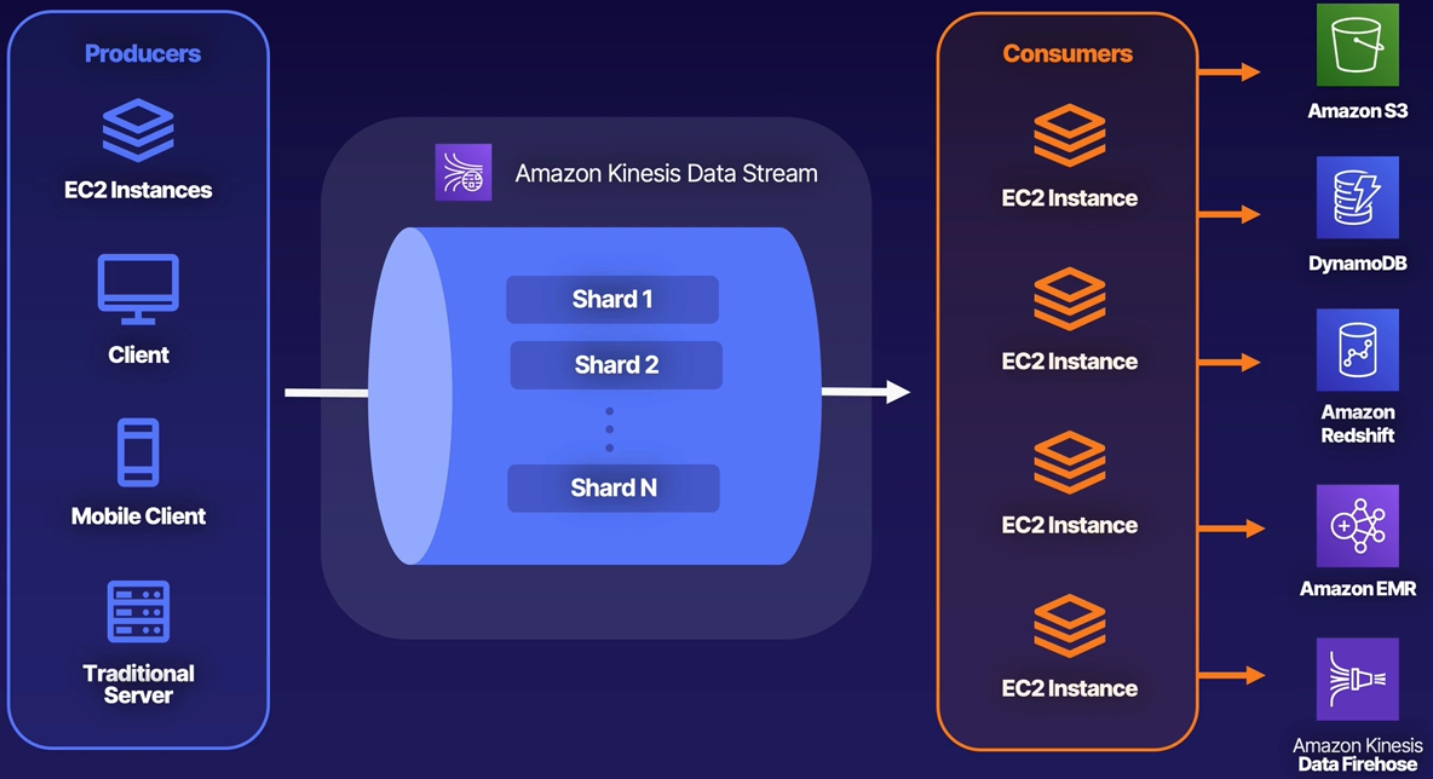 Producers
EC2 Instances
Client
Mobile Client
Traditional
Server
Amazon Kinesis Data Stream
Shard 1
Shard 2
Shard N
Consumers
EC2 Instance
EC2 Instance
EC2 Instance
EC2 Instance
Amazon S3
DynamoDB
Amazon
Redshift
Amazon EMR
Amazon Kinesis
Data Firehose